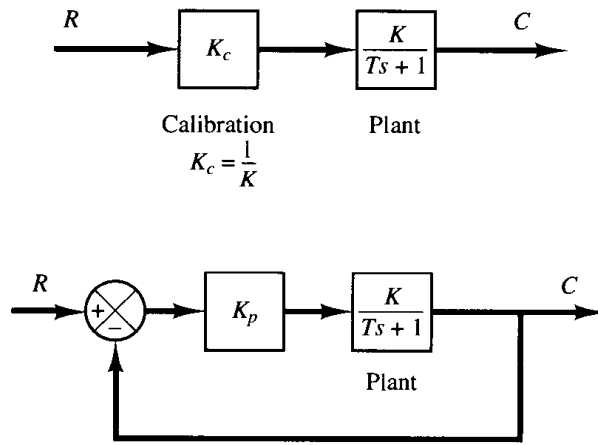 R
K_c
K
Ts + 1
C
Calibration
K_c = 1/K
Plant
R
+
−
K_p
K
Ts + 1
C
Plant